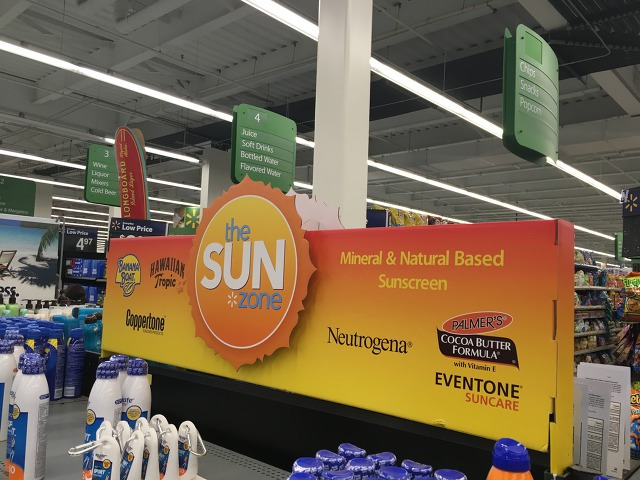 4
Juice
Soft Drinks
Bottled Water
Flavored Water
Chips
Snacks
Popcorn
3
Wine
Liquor
Mixers
Cold Beer
LONGBOARD
Low Price
4.97
Low Price
the
SUN
zone
BANANA
BOAT
HAWAIIAN
Tropic
Coppertone
Mineral & Natural Based
Sunscreen
Neutrogena®
PALMER'S
COCOA BUTTER
FORMULA®
with Vitamin E
EVENTONE®
SUNCARE